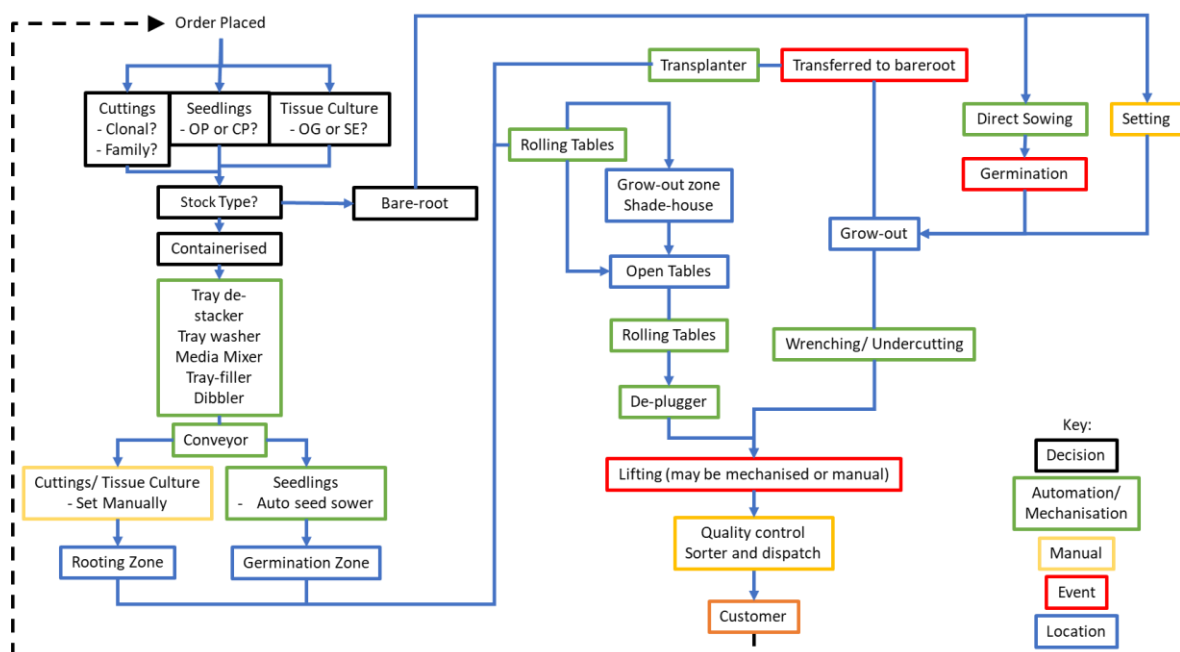 Order Placed
Cuttings
- Clonal?
- Family?
Seedlings
- OP or CP?
Tissue Culture
- OG or SE?
Stock Type?
Bare-root
Containerised
Tray de-
stacker
Tray washer
Media Mixer
Tray-filler
Dibbler
Conveyor
Cuttings/ Tissue Culture
- Set Manually
Seedlings
- Auto seed sower
Rooting Zone
Germination Zone
Transplanter
Transferred to bareroot
Rolling Tables
Grow-out zone
Shade-house
Open Tables
Rolling Tables
De-plugger
Direct Sowing
Setting
Germination
Grow-out
Wrenching/ Undercutting
Lifting (may be mechanised or manual)
Quality control
Sorter and dispatch
Customer
Key:
Decision
Automation/
Mechanisation
Manual
Event
Location